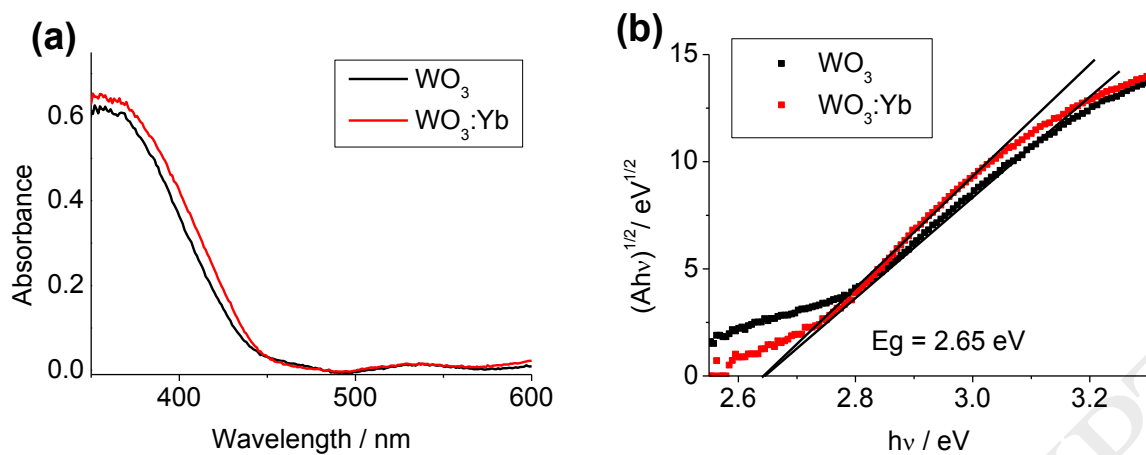 (a)
WO₃
WO₃:Yb
0.6
0.4
0.2
0.0
Absorbance
400
500
600
Wavelength / nm
(b)
WO₃
WO₃:Yb
15
10
5
0
(Ahν)^1/2 / eV^1/2
Eg = 2.65 eV
2.6
2.8
3.0
3.2
hν / eV